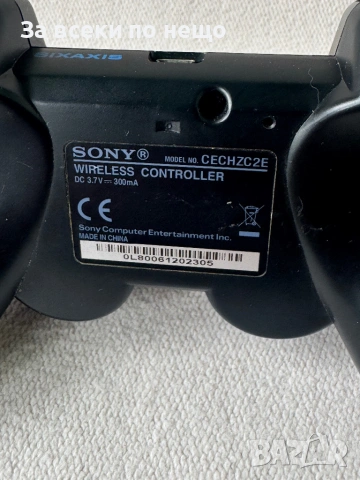 За всеки по нещо
SIXAXIS
SONY®
MODEL NO. CECHZC2E
WIRELESS CONTROLLER
DC 3.7V⎓300mA
CE
Sony Computer Entertainment Inc.
MADE IN CHINA
0L80061202305
BAZAR